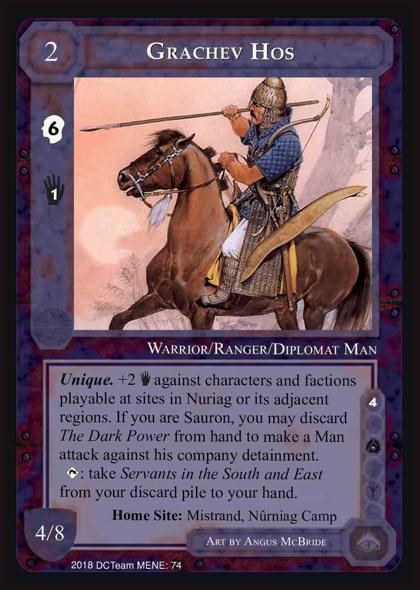 2
GRACHEV HOS
6
1
WARRIOR/RANGER/DIPLOMAT MAN
Unique. +2 against characters and factions
playable at sites in Nuriag or its adjacent
regions. If you are Sauron, you may discard
The Dark Power from hand to make a Man
attack against his company detainment.
: take Servants in the South and East
from your discard pile to your hand.
Home Site: Mistrand, Nûrniag Camp
4
4/8
ART BY ANGUS MCBRIDE
2018 DCTeam MENE: 74